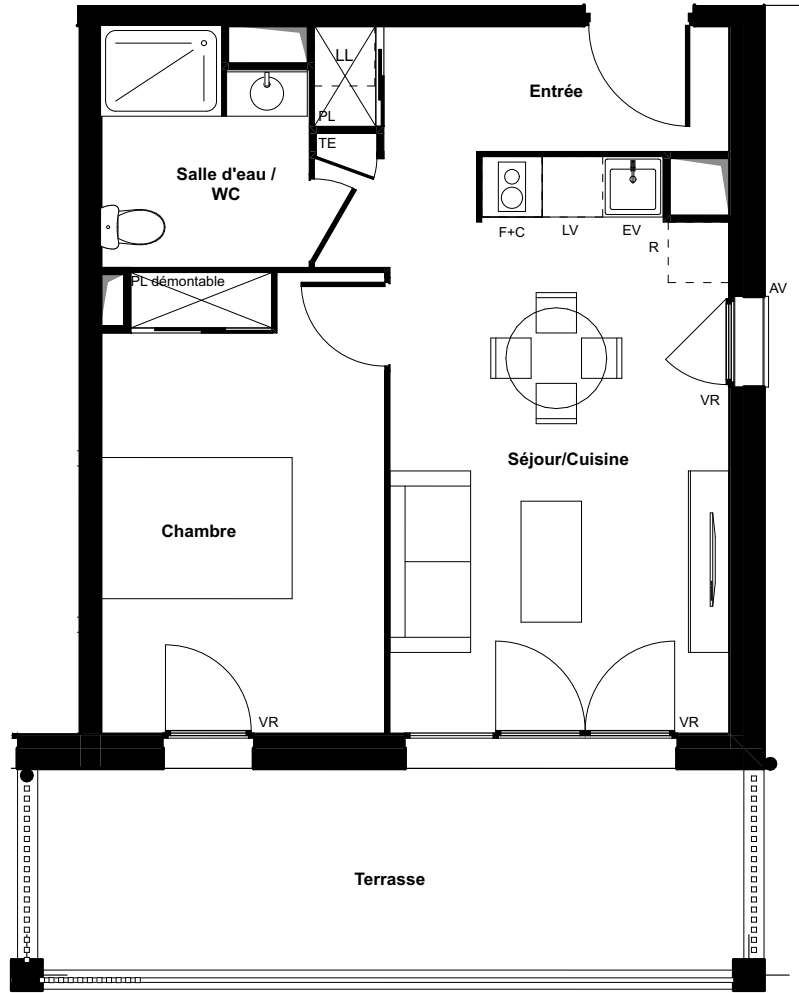 LL
PL
TE
Entrée
Salle d'eau /
WC
F+C
LV
EV
R
PL démontable
AV
VR
Séjour/Cuisine
Chambre
VR
VR
Terrasse